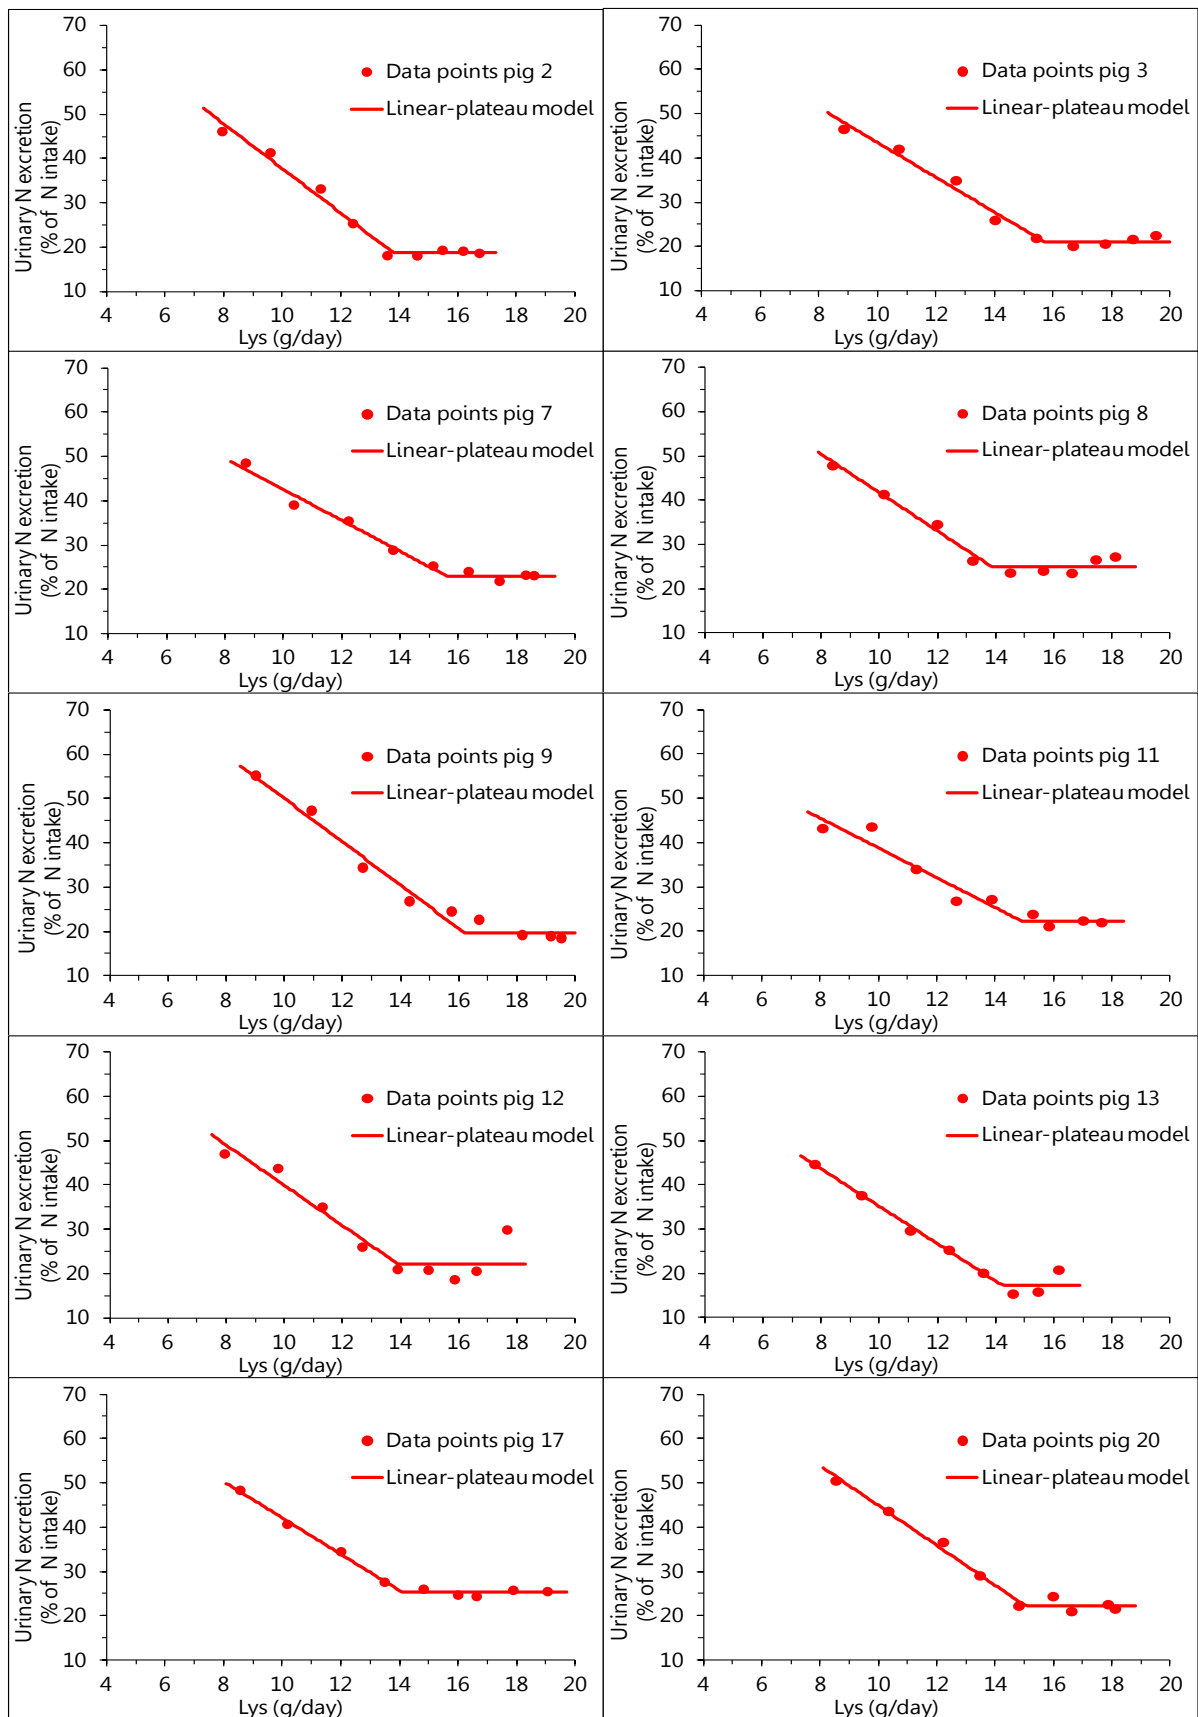 70
60
50
40
30
20
10
Urinary N excretion
(% of N intake)
Data points pig 2
Linear-plateau model
4 6 8 10 12 14 16 18 20
Lys (g/day)
70
60
50
40
30
20
10
Urinary N excretion
(% of N intake)
Data points pig 3
Linear-plateau model
4 6 8 10 12 14 16 18 20
Lys (g/day)
70
60
50
40
30
20
10
Urinary N excretion
(% of N intake)
Data points pig 7
Linear-plateau model
4 6 8 10 12 14 16 18 20
Lys (g/day)
70
60
50
40
30
20
10
Urinary N excretion
(% of N intake)
Data points pig 8
Linear-plateau model
4 6 8 10 12 14 16 18 20
Lys (g/day)
70
60
50
40
30
20
10
Urinary N excretion
(% of N intake)
Data points pig 9
Linear-plateau model
4 6 8 10 12 14 16 18 20
Lys (g/day)
70
60
50
40
30
20
10
Urinary N excretion
(% of N intake)
Data points pig 11
Linear-plateau model
4 6 8 10 12 14 16 18 20
Lys (g/day)
70
60
50
40
30
20
10
Urinary N excretion
(% of N intake)
Data points pig 12
Linear-plateau model
4 6 8 10 12 14 16 18 20
Lys (g/day)
70
60
50
40
30
20
10
Urinary N excretion
(% of N intake)
Data points pig 13
Linear-plateau model
4 6 8 10 12 14 16 18 20
Lys (g/day)
70
60
50
40
30
20
10
Urinary N excretion
(% of N intake)
Data points pig 17
Linear-plateau model
4 6 8 10 12 14 16 18 20
Lys (g/day)
70
60
50
40
30
20
10
Urinary N excretion
(% of N intake)
Data points pig 20
Linear-plateau model
4 6 8 10 12 14 16 18 20
Lys (g/day)